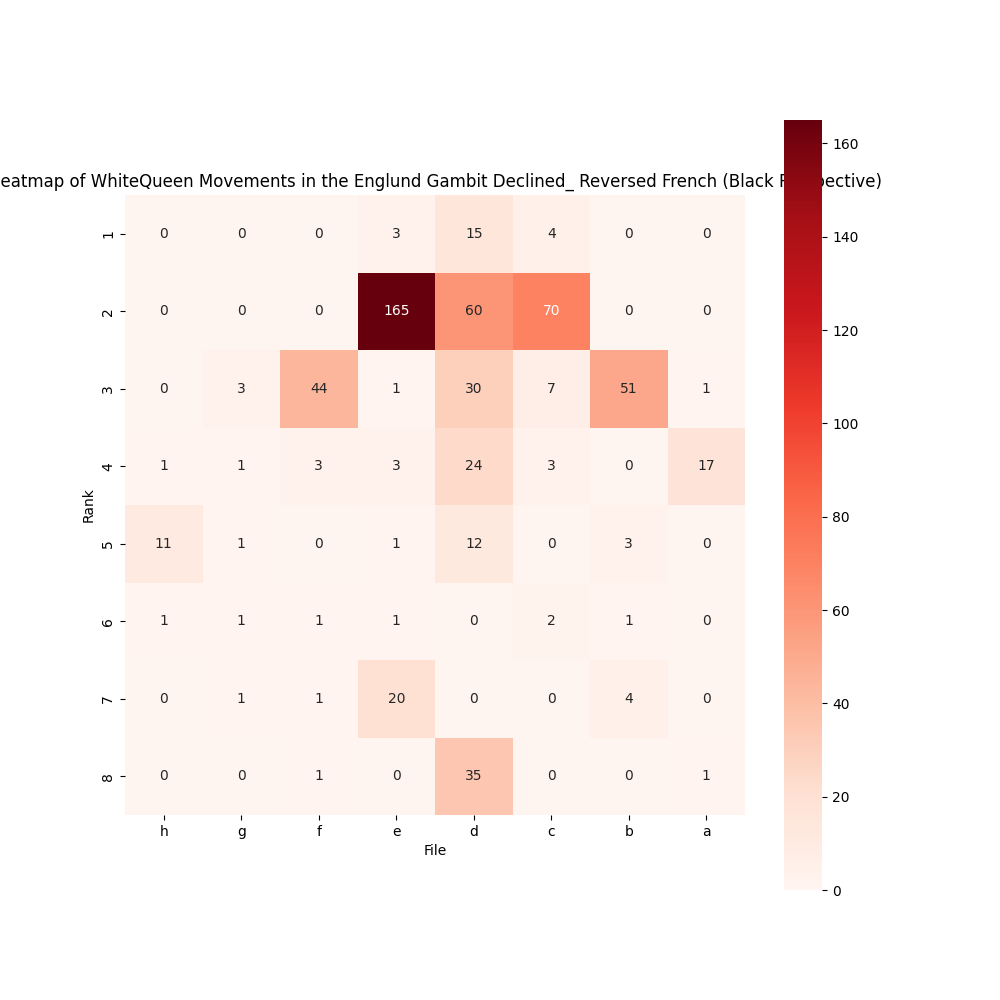 eatmap of WhiteQueen Movements in the Englund Gambit Declined_ Reversed French (Black pective)
160
140
120
100
80
60
40
20
0
Rank
1 0 0 0 3 15 4 0 0
2 0 0 0 165 60 70 0 0
3 0 3 44 1 30 7 51 1
4 1 1 3 3 24 3 0 17
5 11 1 0 1 12 0 3 0
6 1 1 1 1 0 2 1 0
7 0 1 1 20 0 0 4 0
8 0 0 1 0 35 0 0 1
h g f e d c b a
File